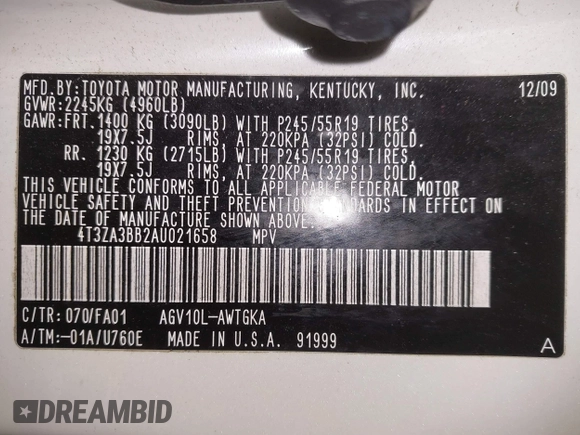 MFD.BY:TOYOTA MOTOR MANUFACTURING, KENTUCKY, INC. 12/09
GVWR:2245KG (4960LB)
GAWR:FRT.1400 KG (3090LB) WITH P245/55R19 TIRES,
19X7.5J RIMS, AT 220KPA (32PSI) COLD.
RR. 1230 KG (2715LB) WITH P245/55R19 TIRES,
19X7.5J RIMS, AT 220KPA (32PSI) COLD.
THIS VEHICLE CONFORMS TO ALL APPLICABLE FEDERAL MOTOR
VEHICLE SAFETY AND THEFT PREVENTION STANDARDS IN EFFECT ON
THE DATE OF MANUFACTURE SHOWN ABOVE.
4T3ZA3BB2AU021658 MPV
C/TR: 070/FA01 AGV10L-AWTGKA
A/TM:-01A/U760E MADE IN U.S.A. 91999 A
DREAMBID